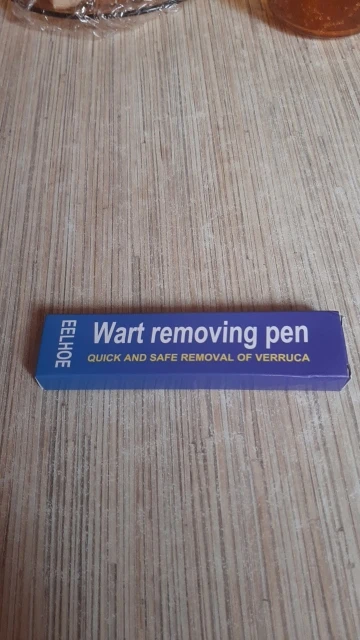 EELHOE
Wart removing pen
QUICK AND SAFE REMOVAL OF VERRUCA